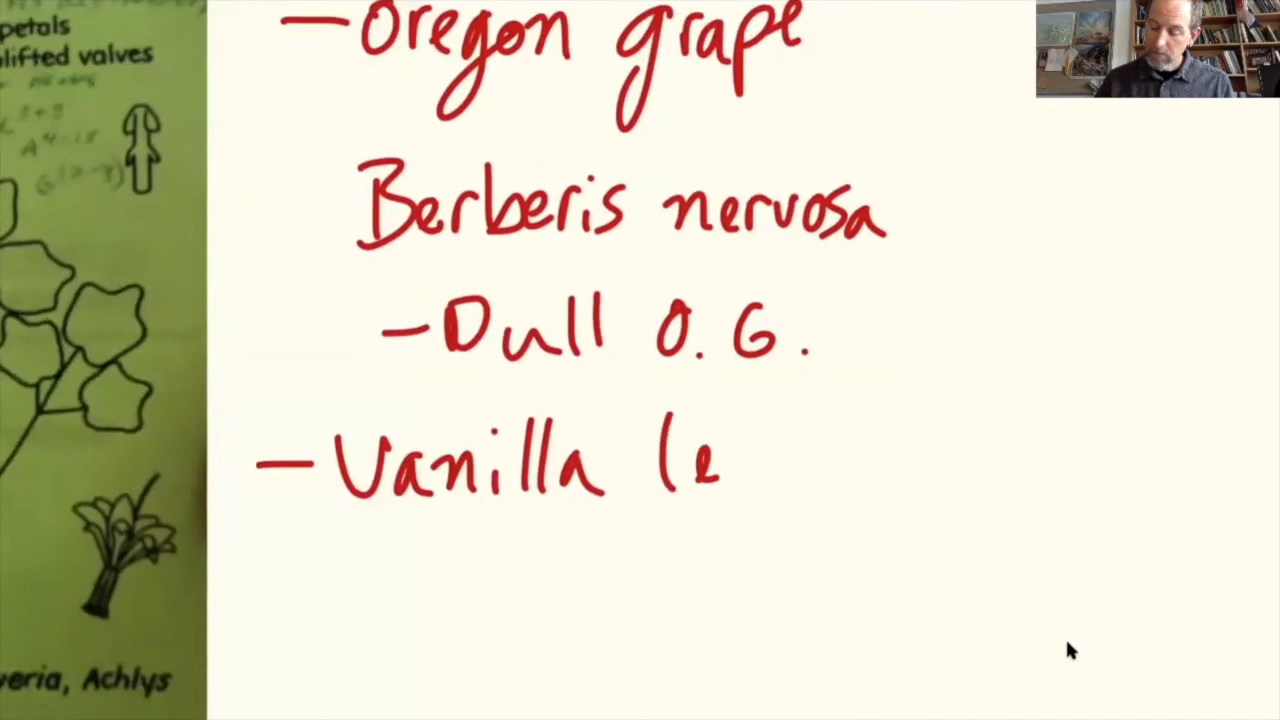 petals
lifted valves
— Oregon grape
Berberis nervosa
– Dull O. G.
— Vanilla le
veria, Achlys